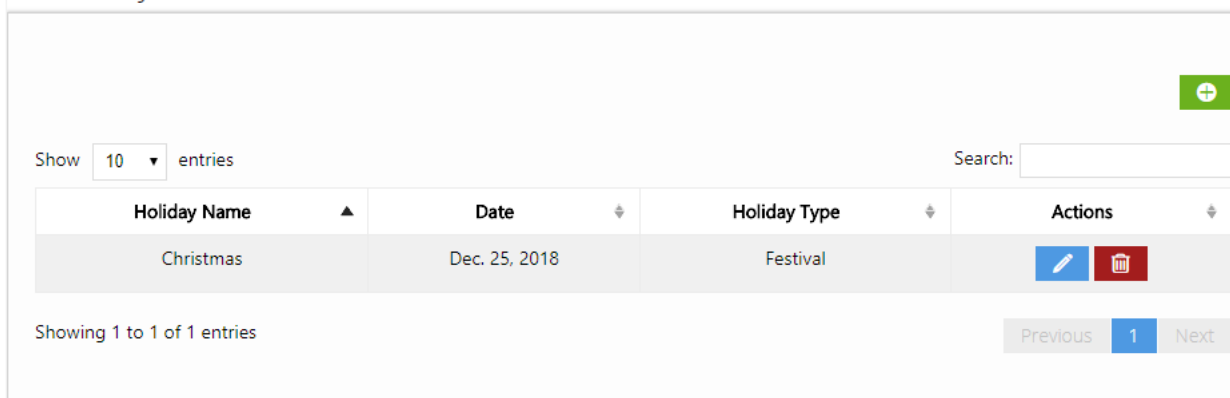 Show 10 entries
Search:
Holiday Name Date Holiday Type Actions
Christmas Dec. 25, 2018 Festival
Showing 1 to 1 of 1 entries
Previous 1 Next